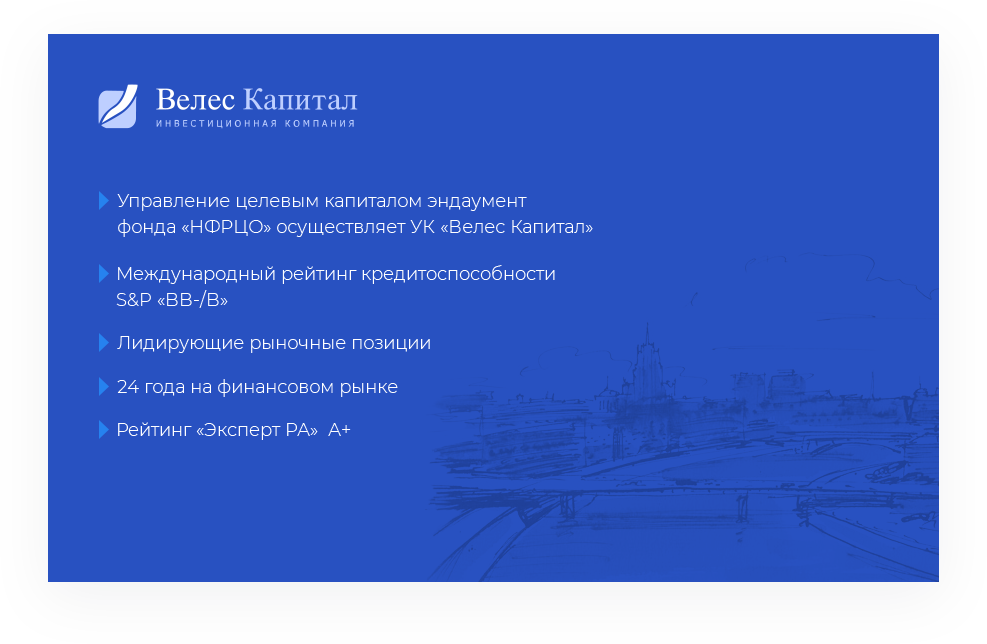 Велес Капитал
ИНВЕСТИЦИОННАЯ КОМПАНИЯ
Управление целевым капиталом эндаумент
фонда «НФРЦО» осуществляет УК «Велес Капитал»
Международный рейтинг кредитоспособности
S&P «BB-/B»
Лидирующие рыночные позиции
24 года на финансовом рынке
Рейтинг «Эксперт РА»  А+